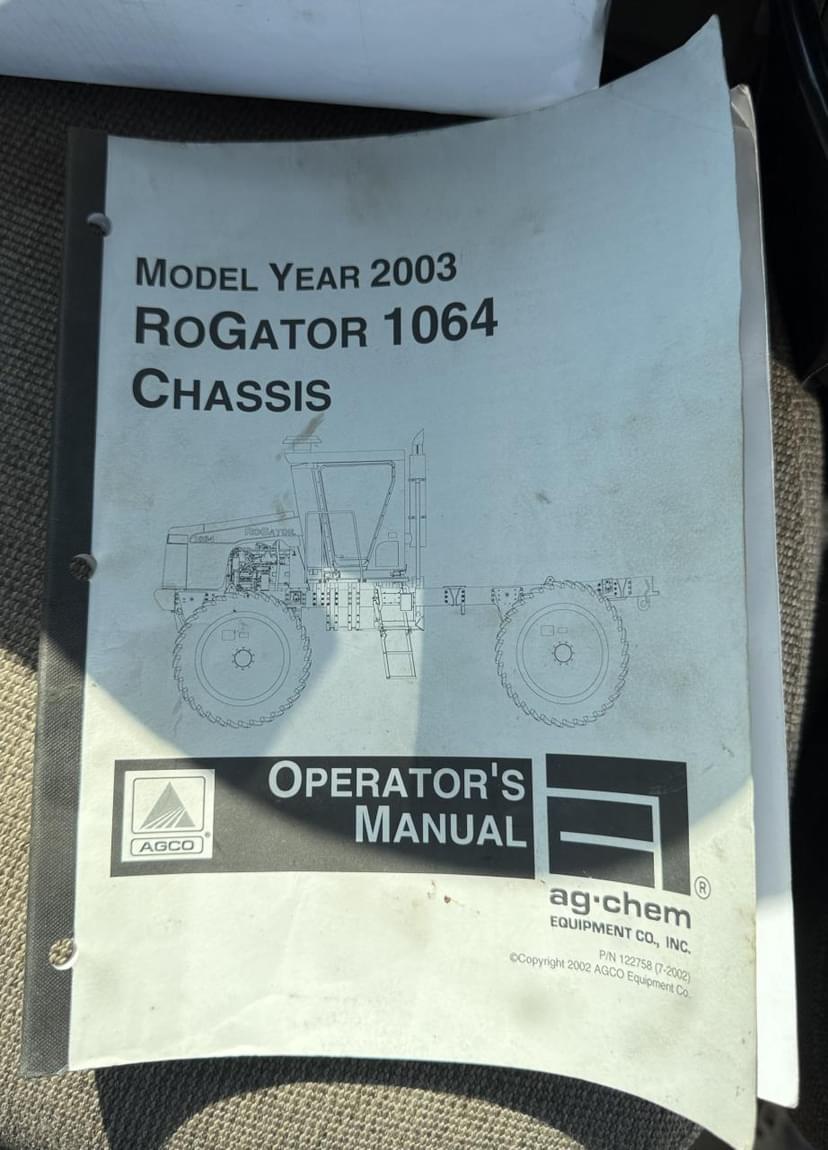 MODEL YEAR 2003
ROGATOR 1064
CHASSIS
1064
ROGATOR
AGCO®
OPERATOR'S
MANUAL
®
ag·chem
EQUIPMENT CO., INC.
P/N 122758 (7-2002)
©Copyright 2002 AGCO Equipment Co.